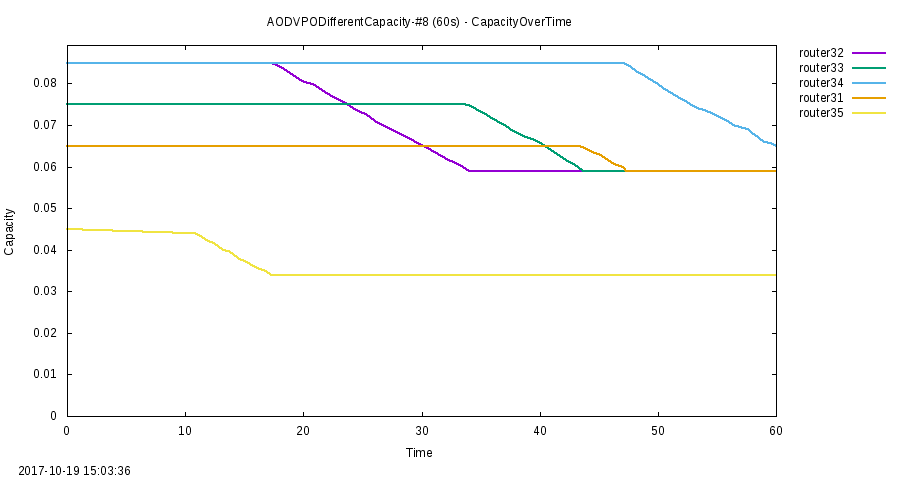 AODVPODifferentCapacity-#8 (60s) - CapacityOverTime
router32
router33
router34
router31
router35
0.08
0.07
0.06
0.05
0.04
0.03
0.02
0.01
0
Capacity
0 10 20 30 40 50 60
Time
2017-10-19 15:03:36